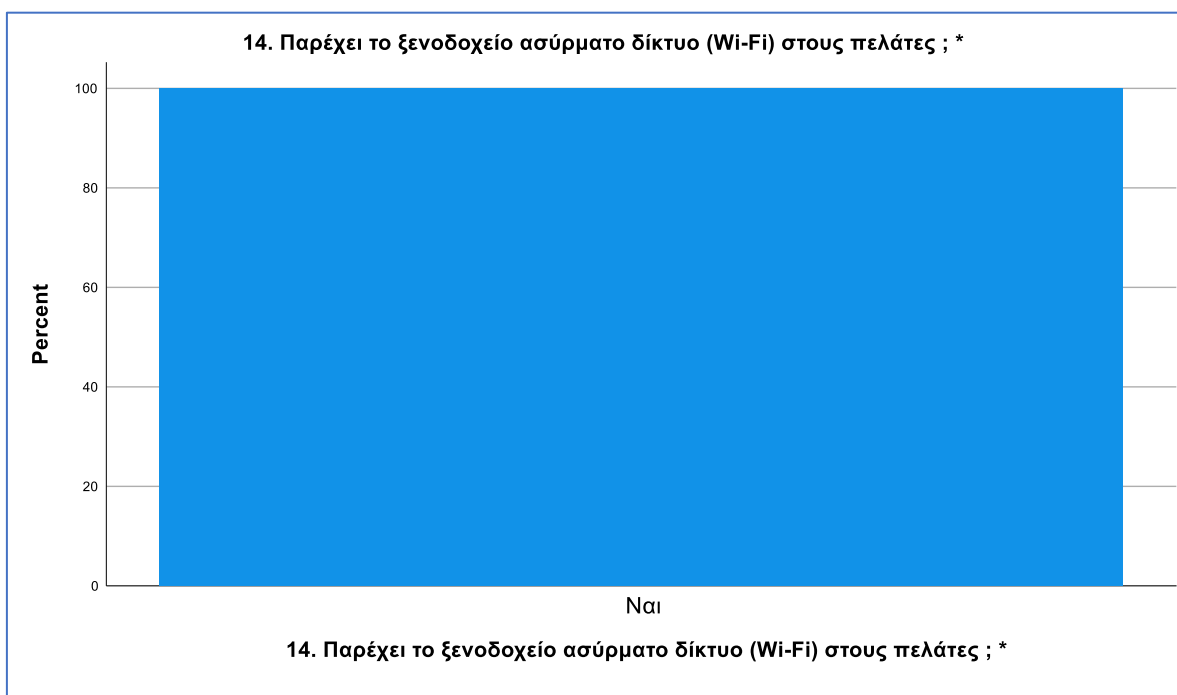 14. Παρέχει το ξενοδοχείο ασύρματο δίκτυο (Wi-Fi) στους πελάτες ; *
100
80
60
40
20
0
Percent
Ναι
14. Παρέχει το ξενοδοχείο ασύρματο δίκτυο (Wi-Fi) στους πελάτες ; *